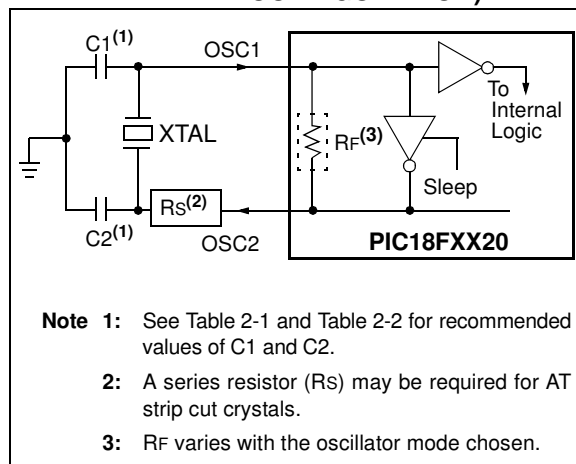 C1(1)
OSC1
To
Internal
Logic
XTAL
RF(3)
Sleep
RS(2)
C2(1)
OSC2
PIC18FXX20
Note 1: See Table 2-1 and Table 2-2 for recommended
values of C1 and C2.
2: A series resistor (RS) may be required for AT
strip cut crystals.
3: RF varies with the oscillator mode chosen.